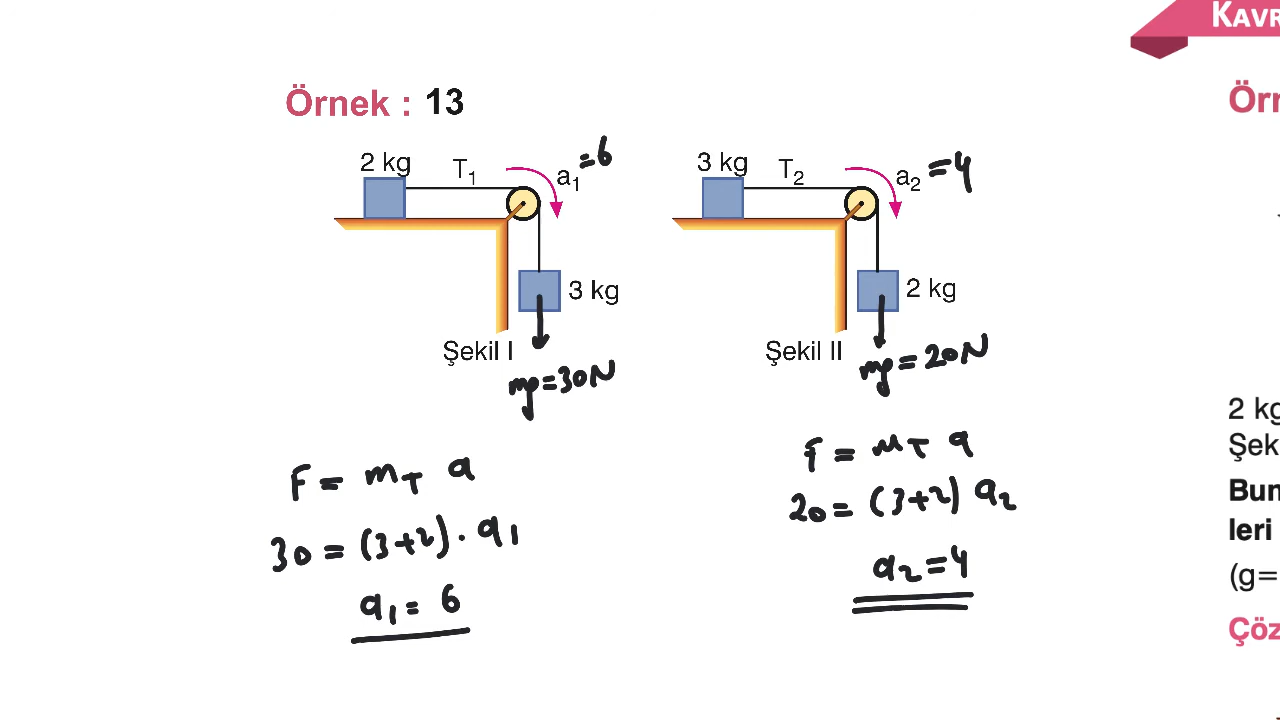 KAVR
Örnek : 13
Örr
2 kg T1 a1 =6
3 kg T2 a2 =4
3 kg
2 kg
Şekil I
Şekil II
mg=30N
mg=20N
F = mT a
30 = (3+2) . a1
a1 = 6
F = mT a
20 = (3+2) a2
a2 = 4
2 kg
Şek
Bun
leri
(g=
Çöz